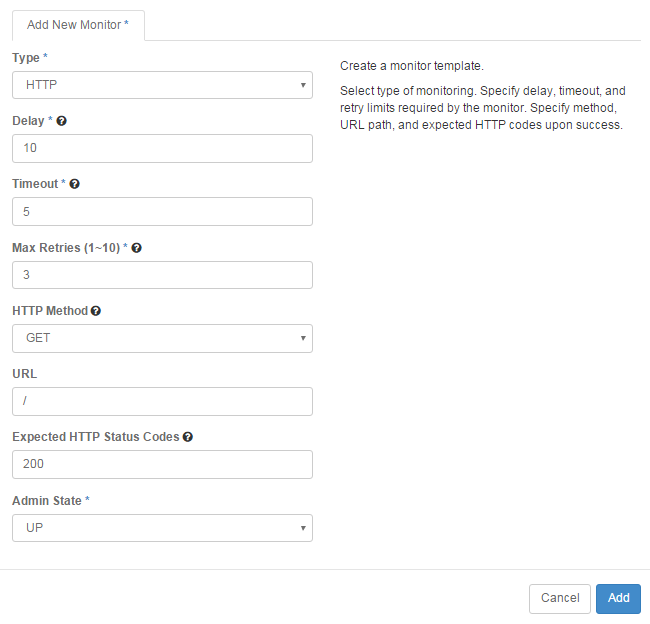 Add New Monitor *
Type *
HTTP
Delay *
10
Timeout *
5
Max Retries (1~10) *
3
HTTP Method
GET
URL
/
Expected HTTP Status Codes
200
Admin State *
UP
Create a monitor template.
Select type of monitoring. Specify delay, timeout, and
retry limits required by the monitor. Specify method,
URL path, and expected HTTP codes upon success.
Cancel
Add